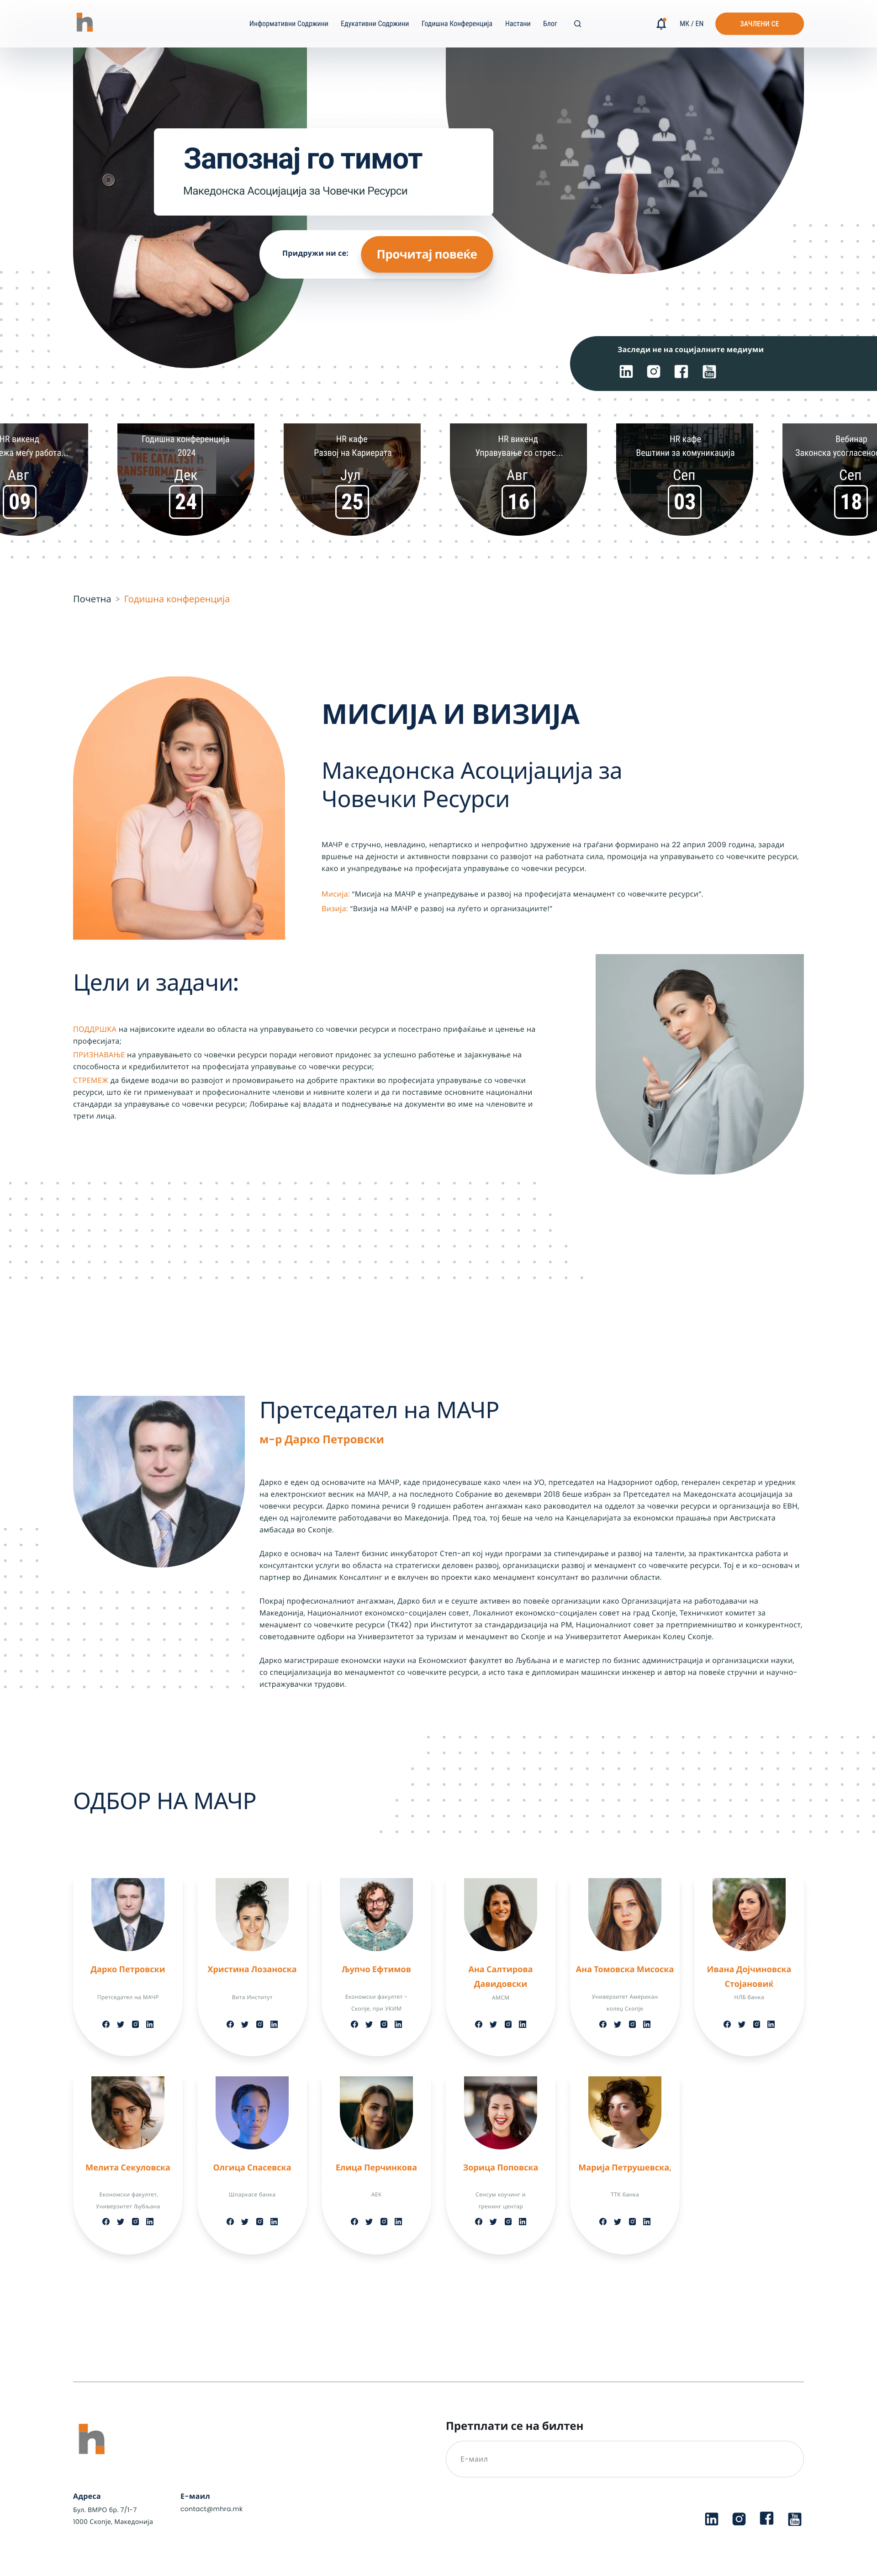 Информативни Содржини Едукативни Содржини Годишна Конференција Настани Блог МК / EN ЗАЧЛЕНИ СЕ
Запознај го тимот
Македонска Асоцијација за Човечки Ресурси
Придружи ни се: Прочитај повеќе
Заследи не на социјалните медиуми
HR викенд
меѓу работа...
Авг
09
Годишна конференција
2024
Дек
24
HR кафе
Развој на Кариерата
Јул
25
HR викенд
Управување со стрес...
Авг
16
HR кафе
Вештини за комуникација
Сеп
03
Вебинар
Законска
Сеп
18
Почетна > Годишна конференција
МИСИЈА И ВИЗИЈА
Македонска Асоцијација за
Човечки Ресурси
МАЧР е стручно, невладино, непартиско и непрофитно здружение на граѓани формирано на 22 април 2009 година, заради
вршење на дејности и активности поврзани со развојот на работната сила, промоција на управувањето со човечките ресурси,
како и унапредување на професијата управување со човечки ресурси.
Мисија: “Мисија на МАЧР е унапредување и развој на професијата менаџмент со човечките ресурси”.
Визија: “Визија на МАЧР е развој на луѓето и организациите!”
Цели и задачи:
ПОДДРШКА на највисоките идеали во областа на управувањето со човечки ресурси и посестрано прифаќање и ценење на
професијата;
ПРИЗНАВАЊЕ на управувањето со човечки ресурси поради неговиот придонес за успешно работење и зајакнување на
способноста и кредибилитетот на професијата управување со човечки ресурси;
СТРЕМЕЖ да бидеме водачи во развојот и промовирањето на добрите практики во професијата управување со човечки
ресурси, што ќе ги применуваат и професионалните членови и нивните колеги и да ги поставиме основните национални
стандарди за управување со човечки ресурси; Лобирање кај владата и поднесување на документи во име на членовите и
трети лица.
Претседател на МАЧР
м-р Дарко Петровски
Дарко е еден од основачите на МАЧР, каде придонесуваше како член на УО, претседател на Надзорниот одбор, генерален секретар и уредник
на електронскиот весник на МАЧР, а на последното Собрание во декември 2018 беше избран за Претседател на Македонската асоцијација за
човечки ресурси. Дарко помина речиси 9 годишен работен ангажман како раководител на одделот за човечки ресурси и организација во ЕВН,
еден од најголемите работодавачи во Македонија. Пред тоа, тој беше на чело на Канцеларијата за економски прашања при Австриската
амбасада во Скопје.
Дарко е основач на Талент бизнис инкубаторот Степ-ап кој нуди програми за стипендирање и развој на таленти, за практикантска работа и
консултантски услуги во областа на стратегиски деловен развој, организациски развој и менаџмент со човечките ресурси. Тој е и ко-основач и
партнер во Динамик Консалтинг и е вклучен во проекти како менаџмент консултант во различни области.
Покрај професионалниот ангажман, Дарко бил и е сеуште активен во повеќе организации како Организацијата на работодавачи на
Македонија, Националниот економско-социјален совет, Локалниот економско-социјален совет на град Скопје, Техничкиот комитет за
менаџмент со човечките ресурси (ТК42) при Институтот за стандардизација на РМ, Националниот совет за претприемништво и конкурентност,
советодавните одбори на Универзитетот за туризам и менаџмент во Скопје и на Универзитетот Американ Колеџ Скопје.
Дарко магистрираше економски науки на Економскиот факултет во Љубљана и е магистер по бизнис администрација и организациски науки,
со специјализација во менаџментот со човечките ресурси, а исто така е дипломиран машински инженер и автор на повеќе стручни и научно-
истражувачки трудови.
ОДБОР НА МАЧР
Дарко Петровски
Претседател на МАЧР
Христина Лозаноска
Вита Институт
Љупчо Ефтимов
Економски факултет –
Скопје, при УКИМ
Ана Салтирова
Давидовски
АМСМ
Ана Томовска Мисоска
Универзитет Американ
колеџ Скопје
Ивана Дојчиновска
Стојановиќ
НЛБ банка
Мелита Секуловска
Економски факултет,
Универзитет Љубљана
Олгица Спасевска
Шпаркасе банка
Елица Перчинкова
АЕК
Зорица Поповска
Сенсум коучинг и
тренинг центар
Марија Петрушевска,
ТТК банка
Претплати се на билтен
Е-маил
Адреса
Бул. ВМРО бр. 7/1-7
1000 Скопје, Македонија
Е-маил
contact@mhra.mk